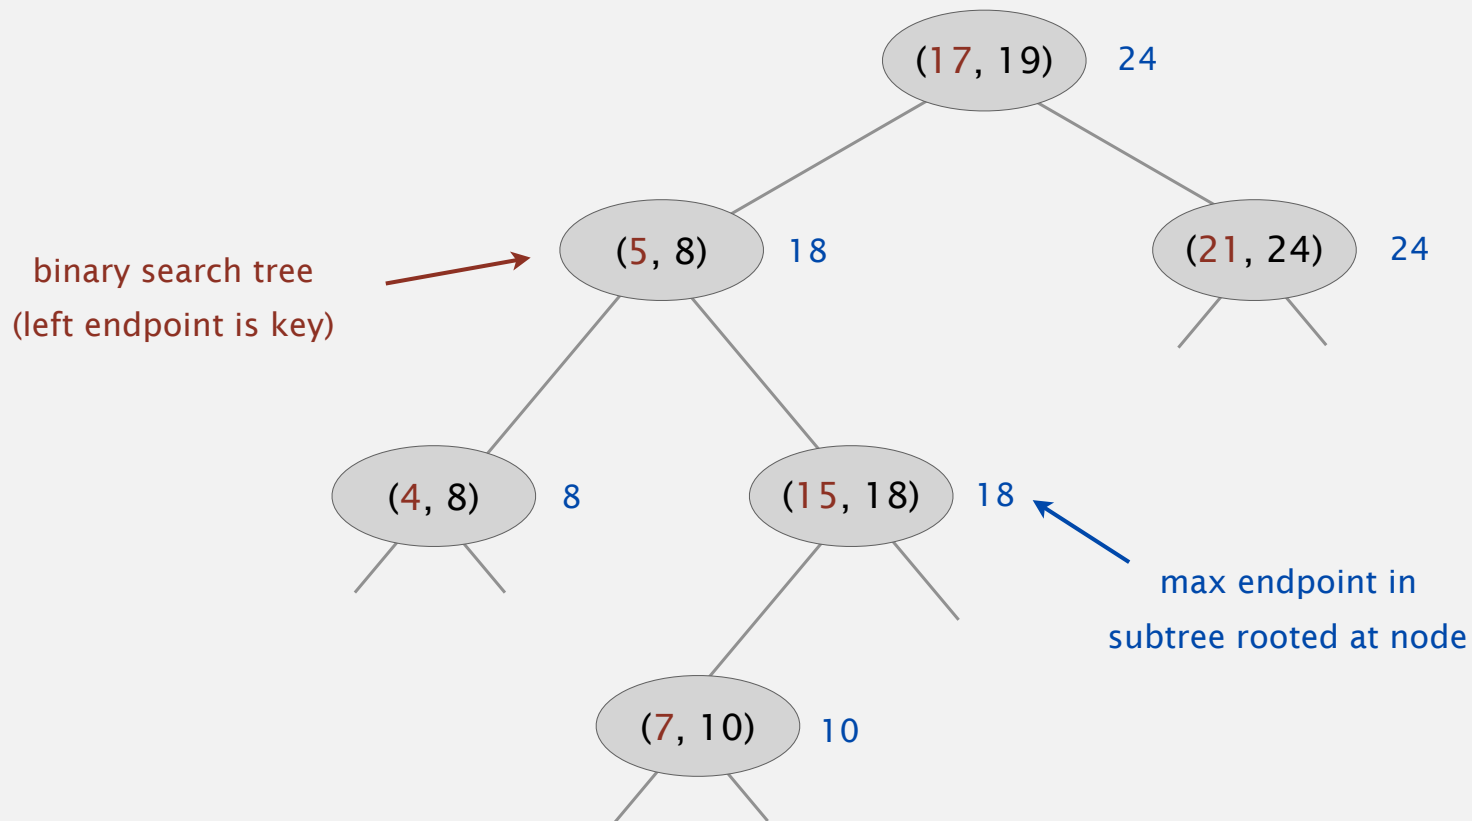 (17, 19) 24
(5, 8) 18
(21, 24) 24
binary search tree
(left endpoint is key)
(4, 8) 8
(15, 18) 18
max endpoint in
subtree rooted at node
(7, 10) 10